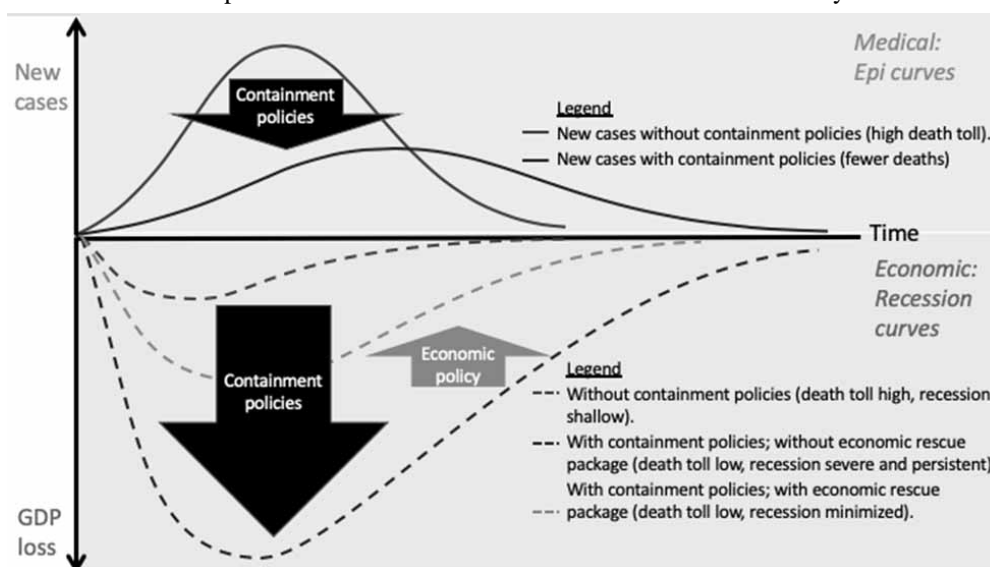 New
cases
Containment
policies
Medical:
Epi curves
Legend
New cases without containment policies (high death toll).
New cases with containment policies (fewer deaths)
Time
Economic:
Recession
curves
Containment
policies
Economic
policy
Legend
Without containment policies (death toll high, recession
shallow).
With containment policies; without economic rescue
package (death toll low, recession severe and persistent)
With containment policies; with economic rescue
package (death toll low, recession minimized).
GDP
loss